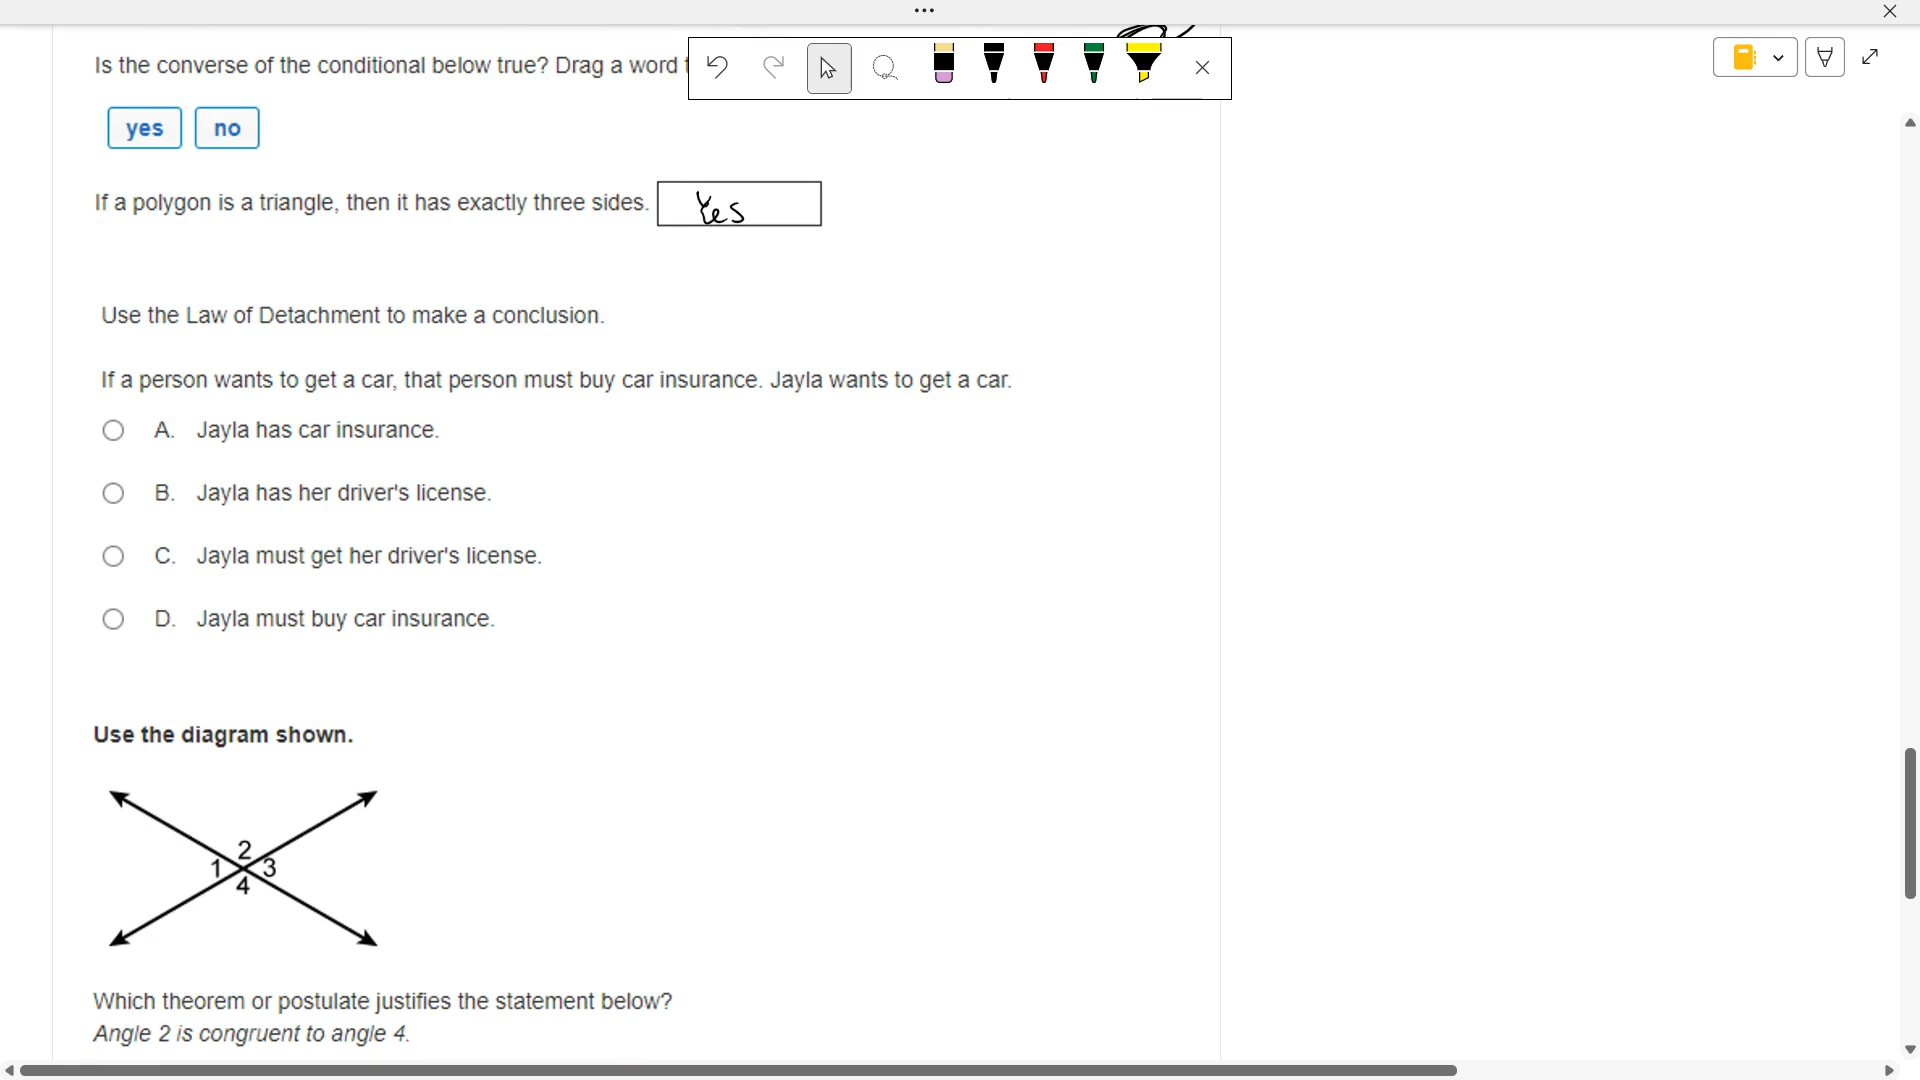 Is the converse of the conditional below true? Drag a word
yes no
If a polygon is a triangle, then it has exactly three sides. Yes
Use the Law of Detachment to make a conclusion.
If a person wants to get a car, that person must buy car insurance. Jayla wants to get a car.
A. Jayla has car insurance.
B. Jayla has her driver's license.
C. Jayla must get her driver's license.
D. Jayla must buy car insurance.
Use the diagram shown.
2
1 3
4
Which theorem or postulate justifies the statement below?
Angle 2 is congruent to angle 4.